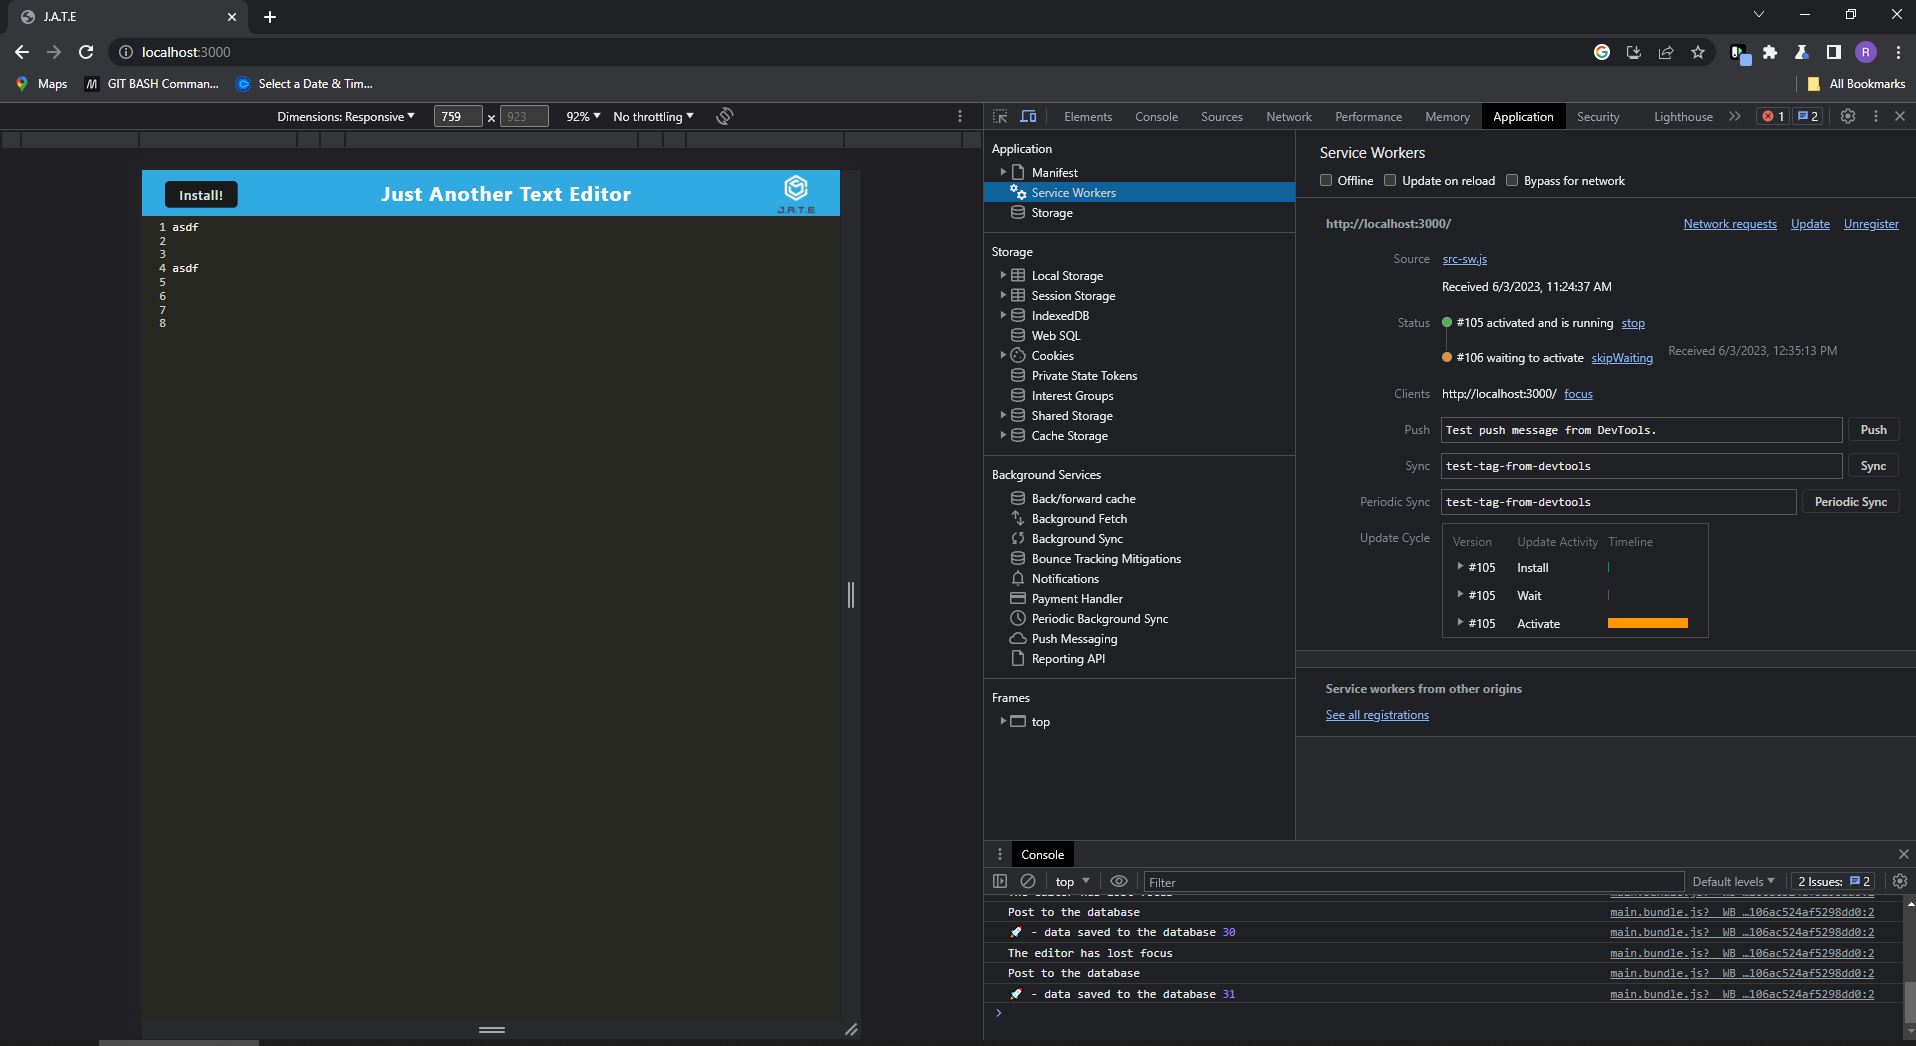 J.A.T.E
localhost:3000
R
Maps
GIT BASH Comman...
Select a Date & Tim...
All Bookmarks
Dimensions: Responsive
759 x 923
92%
No throttling
Install!
Just Another Text Editor
J.A.T.E
1 asdf
2
3
4 asdf
5
6
7
8
Elements
Console
Sources
Network
Performance
Memory
Application
Security
Lighthouse
1
2
Application
Manifest
Service Workers
Storage
Storage
Local Storage
Session Storage
IndexedDB
Web SQL
Cookies
Private State Tokens
Interest Groups
Shared Storage
Cache Storage
Background Services
Back/forward cache
Background Fetch
Background Sync
Bounce Tracking Mitigations
Notifications
Payment Handler
Periodic Background Sync
Push Messaging
Reporting API
Frames
top
Service Workers
Offline
Update on reload
Bypass for network
http://localhost:3000/
Network requests
Update
Unregister
Source src-sw.js
Received 6/3/2023, 11:24:37 AM
Status #105 activated and is running stop
#106 waiting to activate skipWaiting Received 6/3/2023, 12:35:13 PM
Clients http://localhost:3000/ focus
Push Test push message from DevTools. Push
Sync test-tag-from-devtools Sync
Periodic Sync test-tag-from-devtools Periodic Sync
Update Cycle
Version Update Activity Timeline
#105 Install
#105 Wait
#105 Activate
Service workers from other origins
See all registrations
Console
top
Filter
Default levels
2 Issues: 2
Post to the database main.bundle.js?__WB_…106ac524af5298dd0:2
🚀 - data saved to the database 30 main.bundle.js?__WB_…106ac524af5298dd0:2
The editor has lost focus main.bundle.js?__WB_…106ac524af5298dd0:2
Post to the database main.bundle.js?__WB_…106ac524af5298dd0:2
🚀 - data saved to the database 31 main.bundle.js?__WB_…106ac524af5298dd0:2